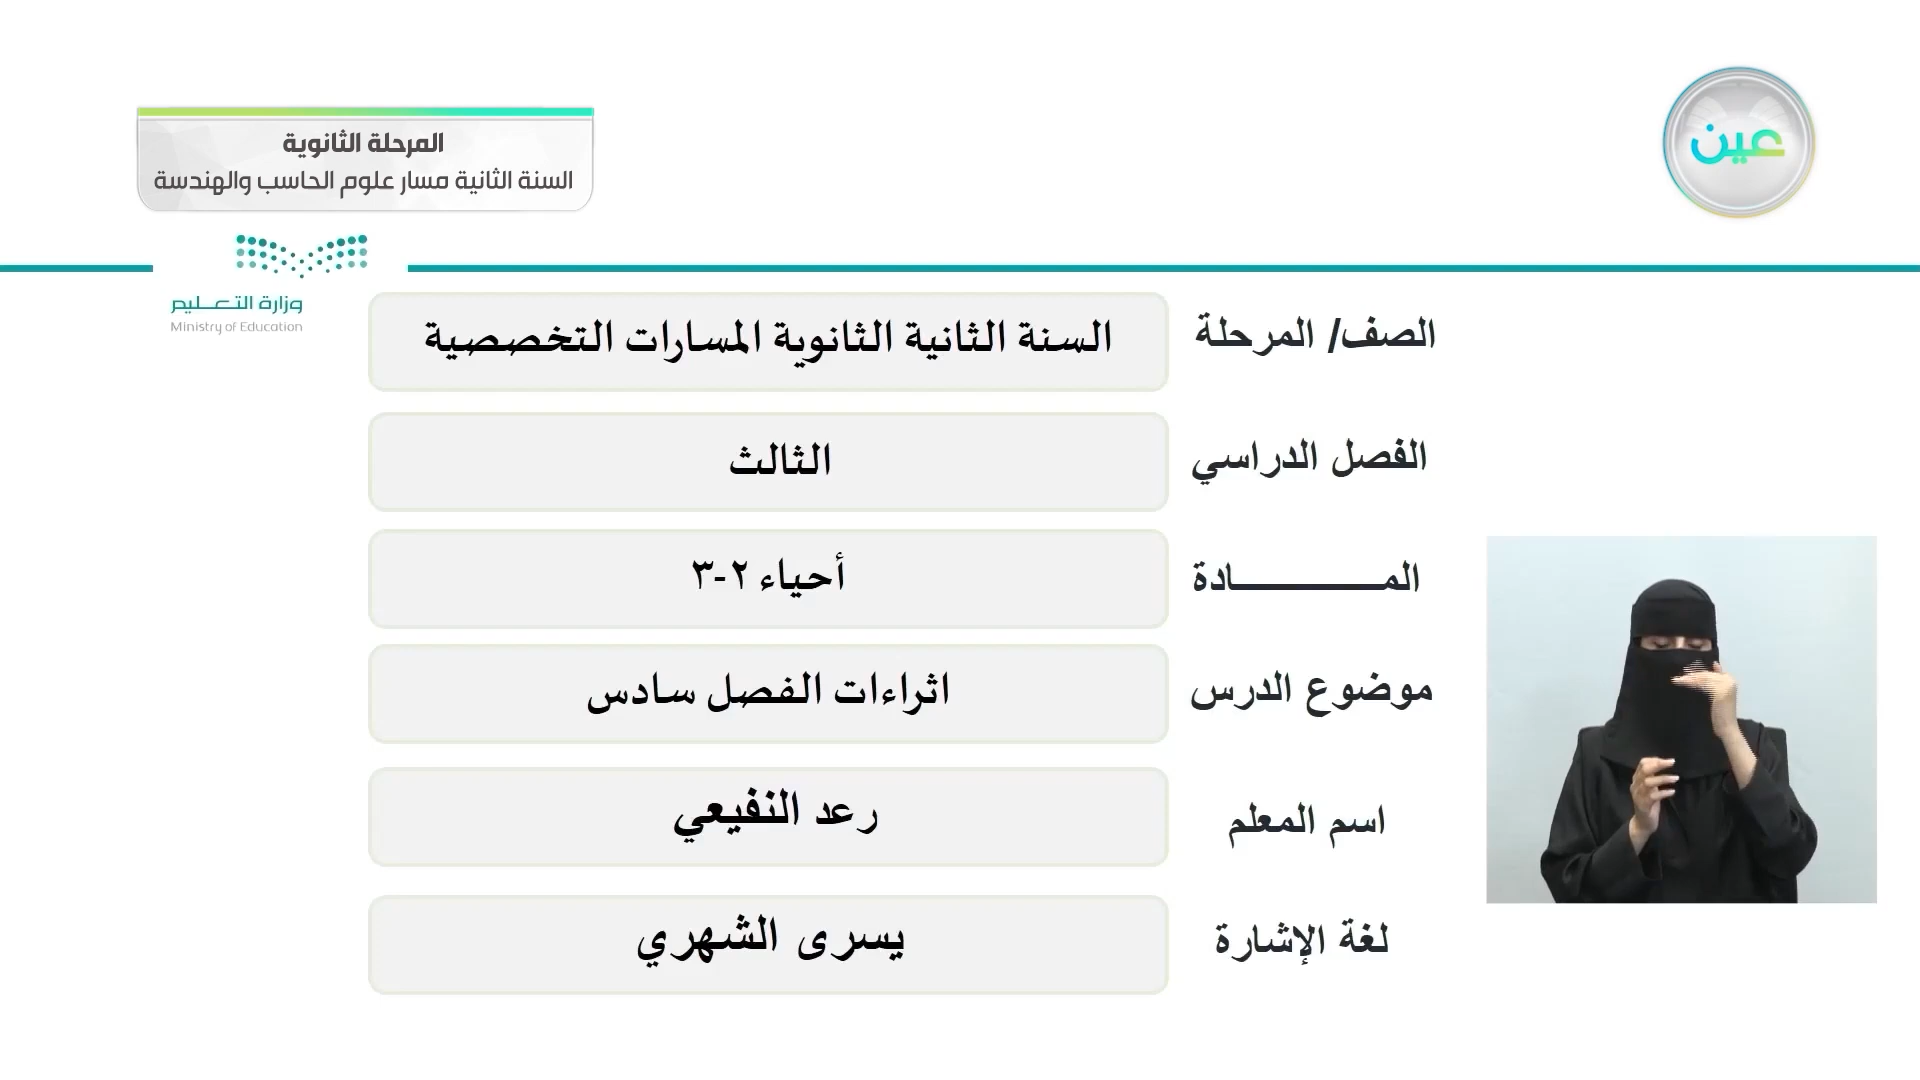 عين
المرحلة الثانوية
السنة الثانية مسار علوم الحاسب والهندسة
وزارة التعليم
Ministry of Education
الصف/ المرحلة
السنة الثانية الثانوية المسارات التخصصية
الفصل الدراسي
الثالث
المـــــــــــــادة
أحياء ٢-٣
موضوع الدرس
اثراءات الفصل سادس
اسم المعلم
رعد النفيعي
لغة الإشارة
يسرى الشهري